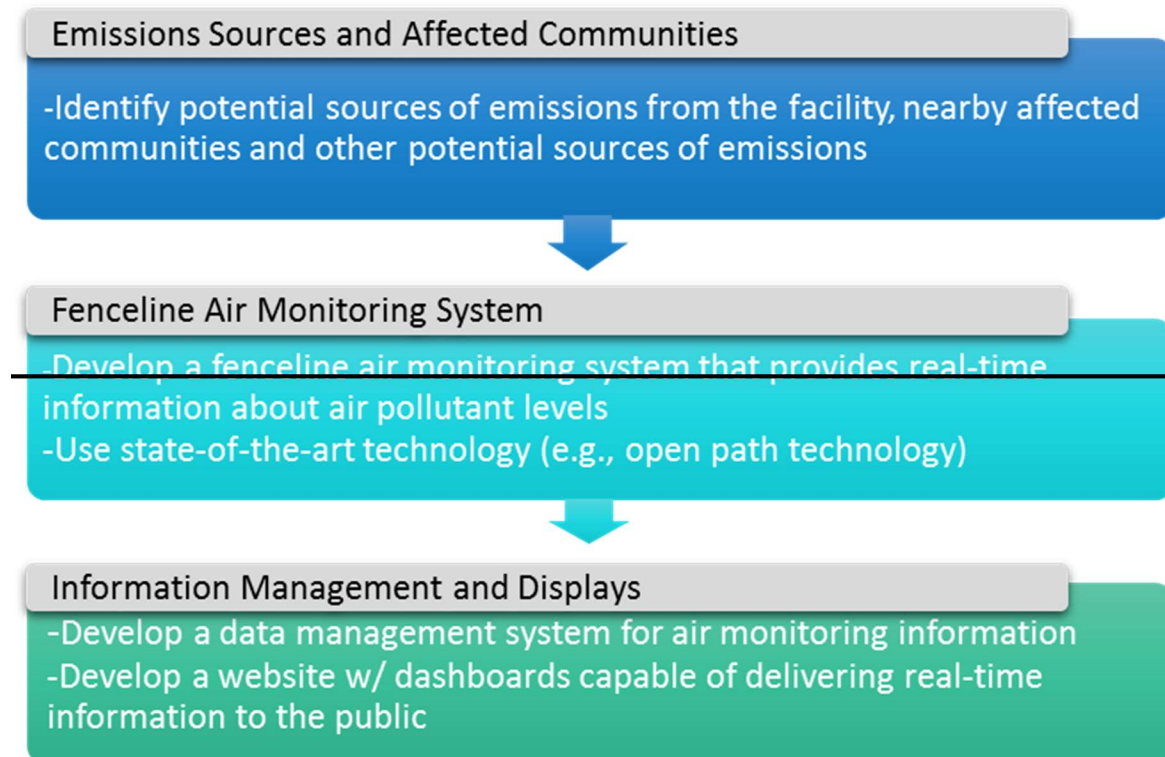 Emissions Sources and Affected Communities
-Identify potential sources of emissions from the facility, nearby affected
communities and other potential sources of emissions
Fenceline Air Monitoring System
-Develop a fenceline air monitoring system that provides real-time
information about air pollutant levels
-Use state-of-the-art technology (e.g., open path technology)
Information Management and Displays
-Develop a data management system for air monitoring information
-Develop a website w/ dashboards capable of delivering real-time
information to the public